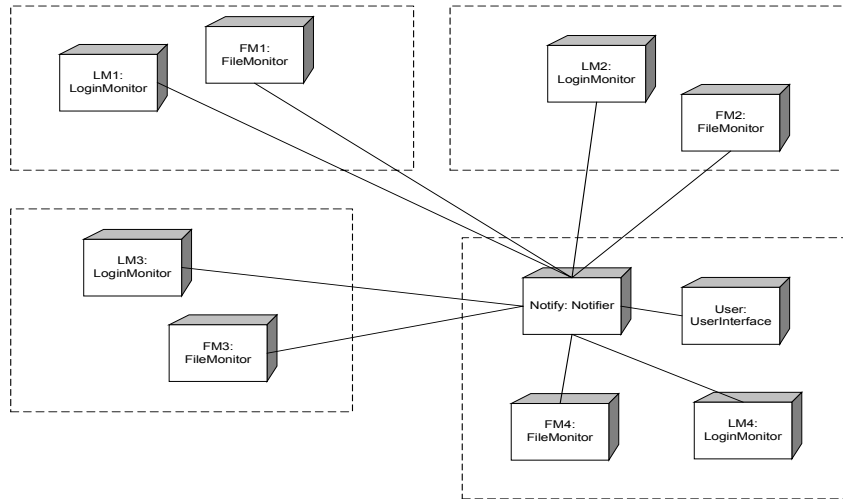 LM1:
LoginMonitor
FM1:
FileMonitor
LM2:
LoginMonitor
FM2:
FileMonitor
LM3:
LoginMonitor
FM3:
FileMonitor
Notify: Notifier
User:
UserInterface
FM4:
FileMonitor
LM4:
LoginMonitor